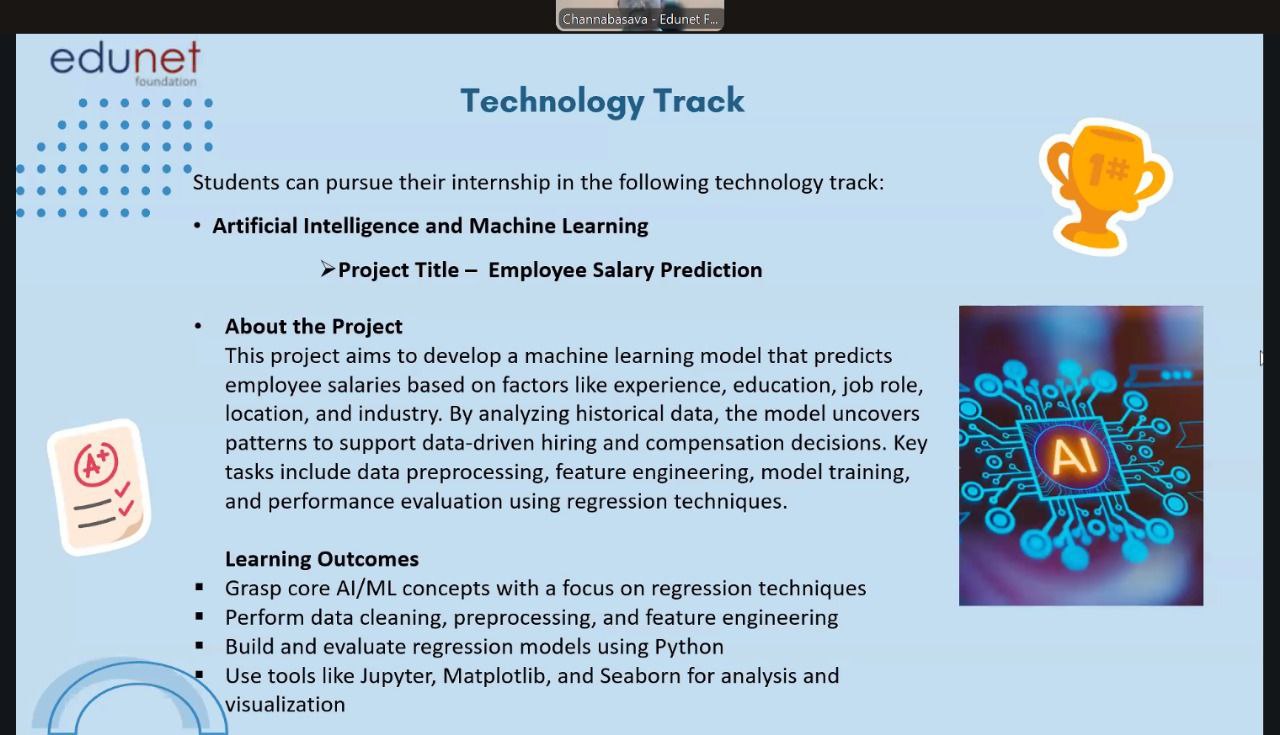 Channabasava - Edunet F...
edunet
foundation
Technology Track
1#
Students can pursue their internship in the following technology track:
• Artificial Intelligence and Machine Learning
➢Project Title – Employee Salary Prediction
• About the Project
This project aims to develop a machine learning model that predicts
employee salaries based on factors like experience, education, job role,
location, and industry. By analyzing historical data, the model uncovers
patterns to support data-driven hiring and compensation decisions. Key
tasks include data preprocessing, feature engineering, model training,
and performance evaluation using regression techniques.
AI
A+
Learning Outcomes
▪ Grasp core AI/ML concepts with a focus on regression techniques
▪ Perform data cleaning, preprocessing, and feature engineering
▪ Build and evaluate regression models using Python
▪ Use tools like Jupyter, Matplotlib, and Seaborn for analysis and
visualization